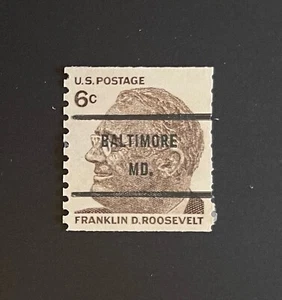 U.S. POSTAGE
6c
BALTIMORE
MD.
FRANKLIN D. ROOSEVELT